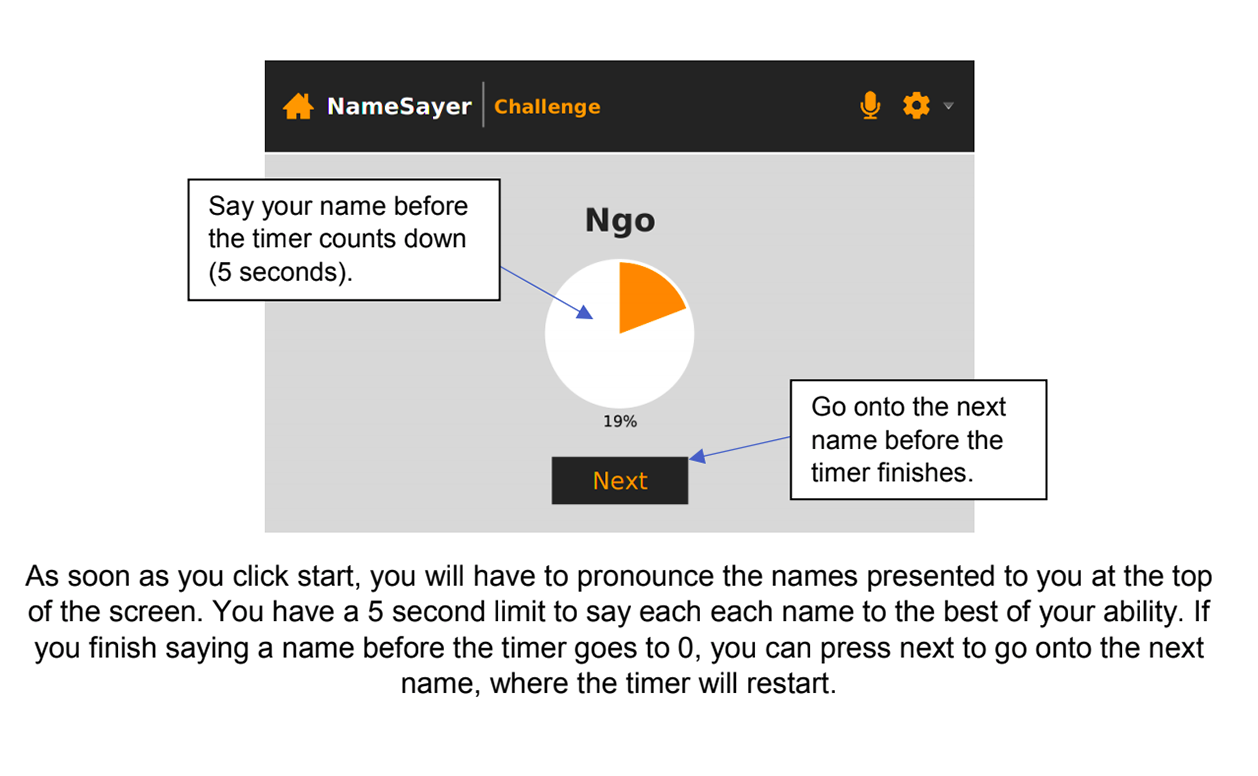 NameSayer Challenge
Say your name before
the timer counts down
(5 seconds).
Ngo
19%
Go onto the next
name before the
timer finishes.
Next
As soon as you click start, you will have to pronounce the names presented to you at the top
of the screen. You have a 5 second limit to say each each name to the best of your ability. If
you finish saying a name before the timer goes to 0, you can press next to go onto the next
name, where the timer will restart.